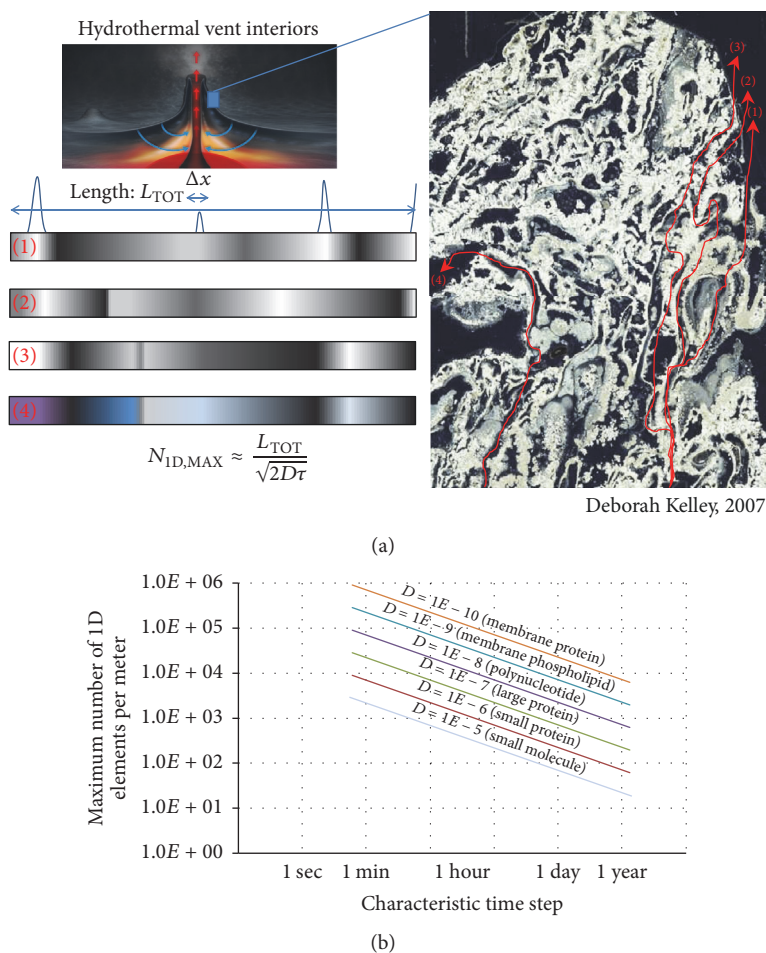 Hydrothermal vent interiors
Δx
Length: L_TOT
(1)
(2)
(3)
(4)
N_1D,MAX ≈ L_TOT / √2Dτ
(3)
(2)
(1)
(4)
Deborah Kelley, 2007
(a)
1.0E + 06
1.0E + 05
1.0E + 04
1.0E + 03
1.0E + 02
1.0E + 01
1.0E + 00
Maximum number of 1D
elements per meter
D = 1E − 10 (membrane protein)
D = 1E − 9 (membrane phospholipid)
D = 1E − 8 (polynucleotide)
D = 1E − 7 (large protein)
D = 1E − 6 (small protein)
D = 1E − 5 (small molecule)
1 sec 1 min 1 hour 1 day 1 year
Characteristic time step
(b)